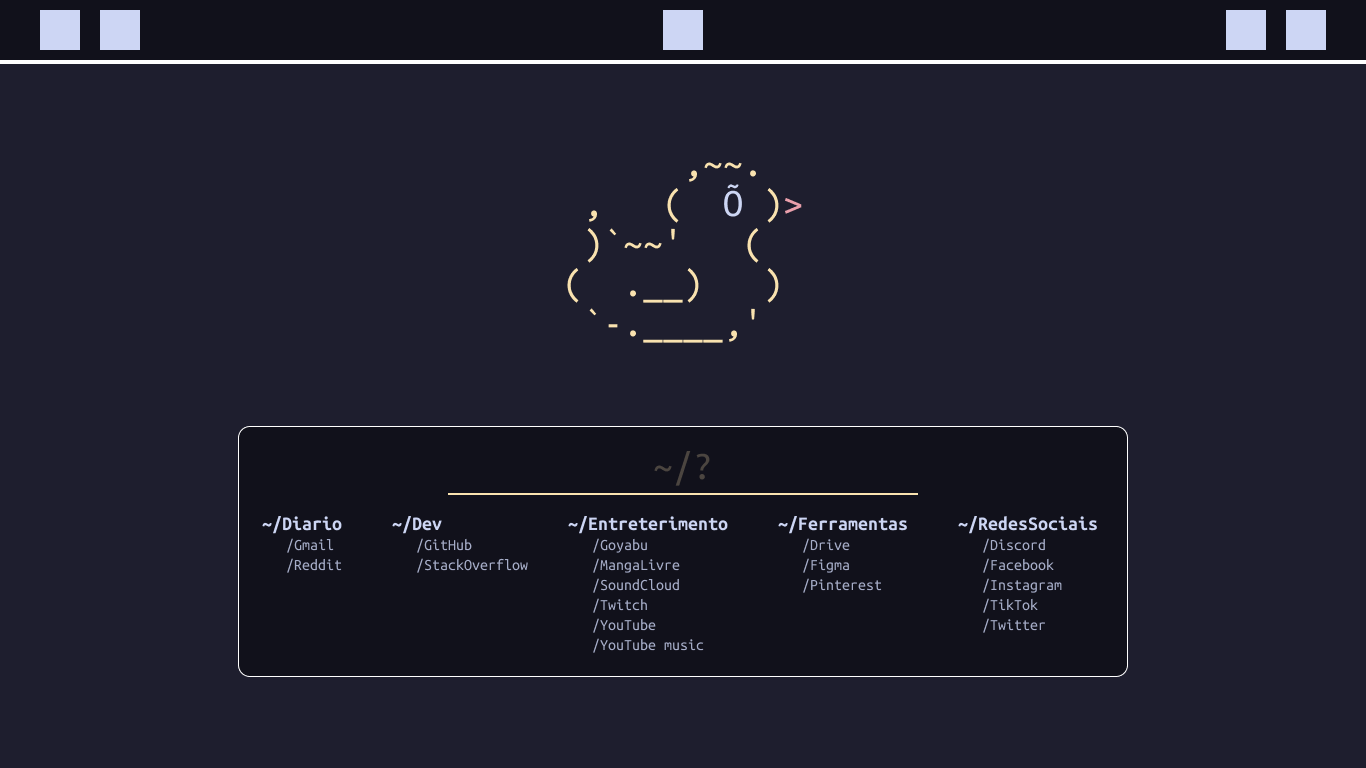 ,~~.
,     (  Õ )>
)`~~'   (
(  .__)   )
`-.____,'
~/?
~/Diario
/Gmail
/Reddit
~/Dev
/GitHub
/StackOverflow
~/Entreterimento
/Goyabu
/MangaLivre
/SoundCloud
/Twitch
/YouTube
/YouTube music
~/Ferramentas
/Drive
/Figma
/Pinterest
~/RedesSociais
/Discord
/Facebook
/Instagram
/TikTok
/Twitter